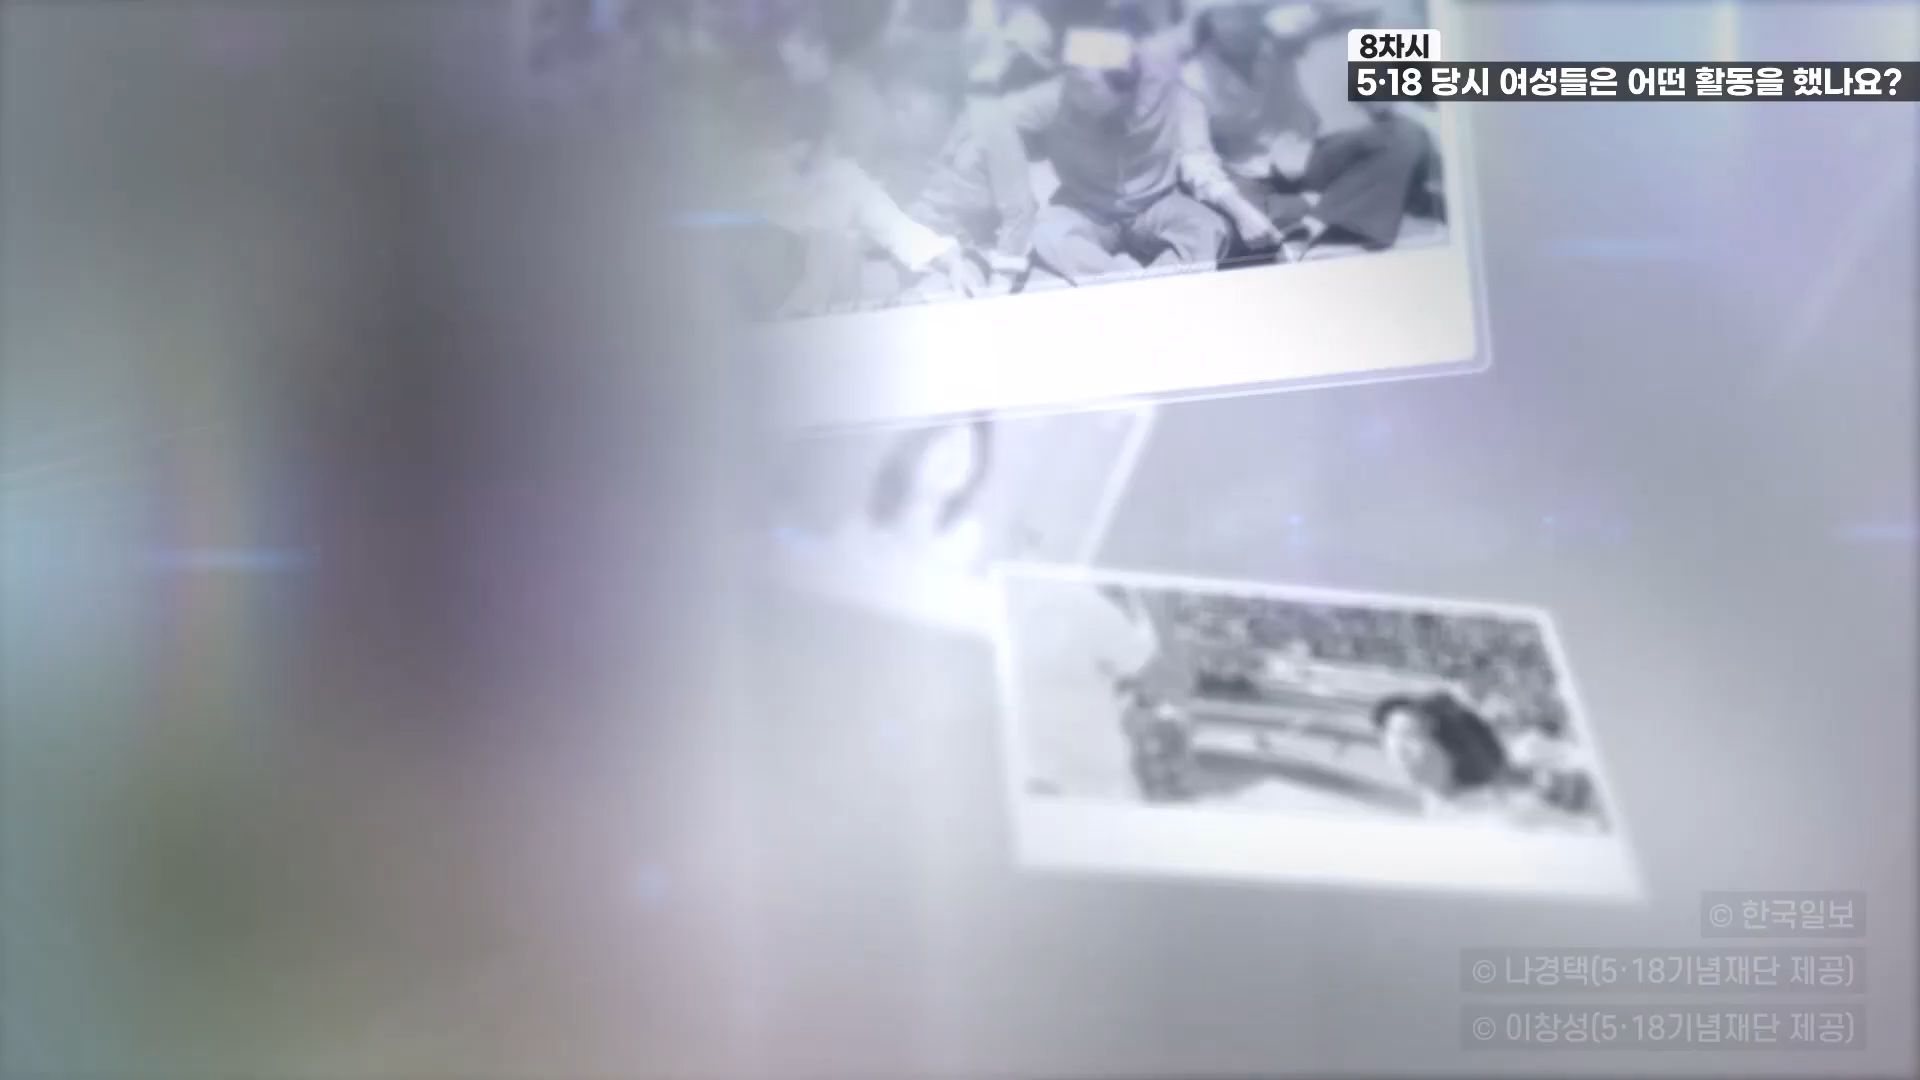 8차시
5·18 당시 여성들은 어떤 활동을 했나요?
© 한국일보
© 나경택(5·18기념재단 제공)
© 이창성(5·18기념재단 제공)